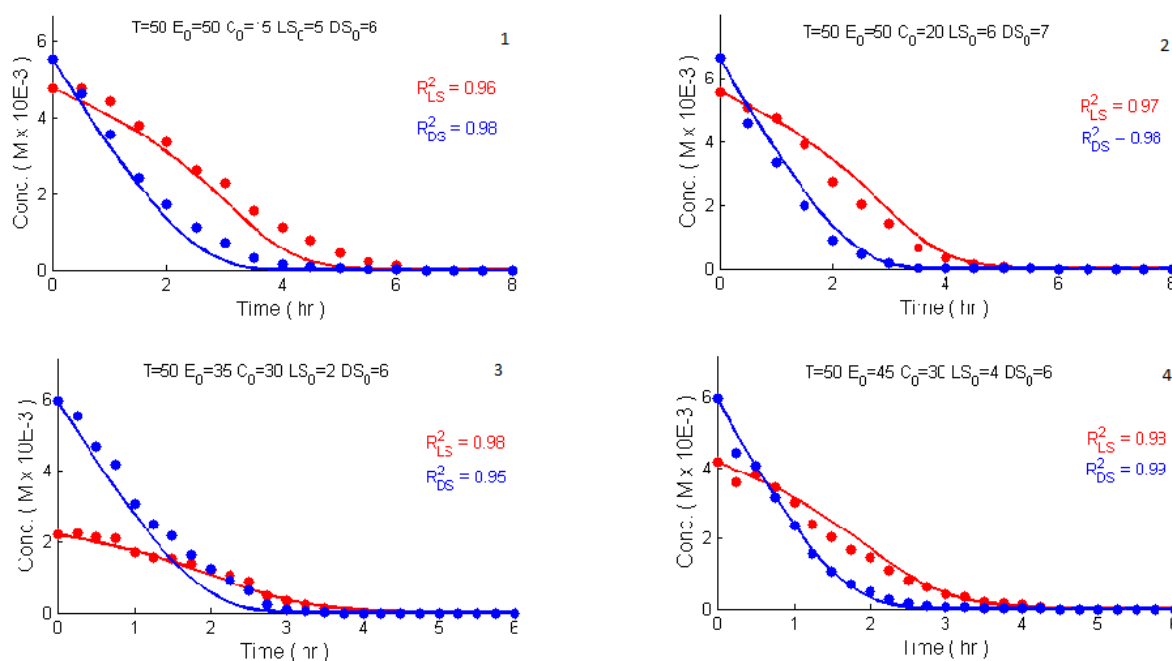 T=50 E₀=50 C₀=15 LS₀=5 DS₀=6
1
R²LS = 0.96
R²DS = 0.98
Conc. ( M x 10E-3 )
6
4
2
0
0 2 4 6 8
Time ( hr )
T=50 E₀=50 C₀=20 LS₀=6 DS₀=7
2
R²LS = 0.97
R²DS − 0.98
Conc. ( M x 10E-3 )
6
4
2
0
0 2 4 6 8
Time ( hr )
T=50 E₀=35 C₀=30 LS₀=2 DS₀=6
3
R²LS = 0.98
R²DS = 0.95
Conc. ( M x 10E-3 )
6
4
2
0
0 1 2 3 4 5 6
Time ( hr )
T=50 E₀=45 C₀=30 LS₀=4 DS₀=6
4
R²LS = 0.93
R²DS = 0.99
Conc. ( M x 10E-3 )
6
4
2
0
0 1 2 3 4 5 6
Time ( hr )